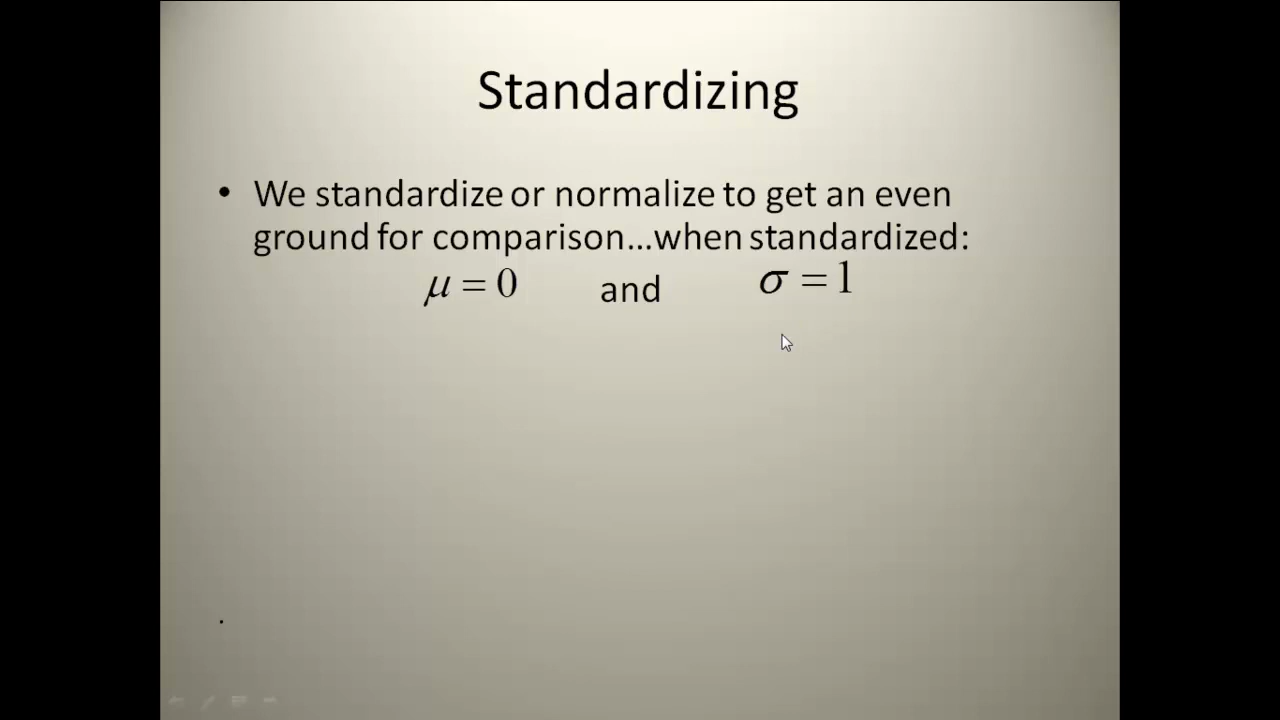 Standardizing
• We standardize or normalize to get an even
ground for comparison...when standardized:
μ = 0 and σ = 1
.